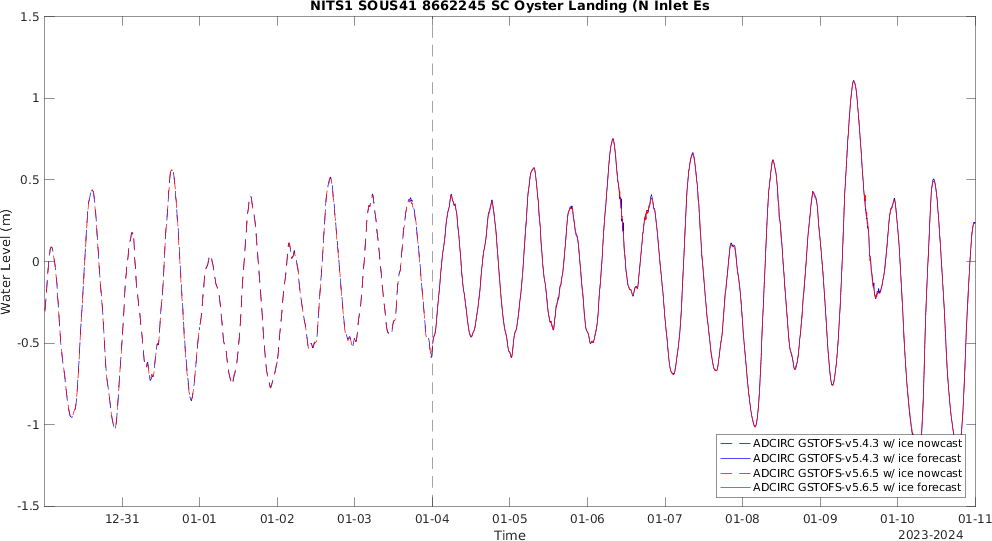 NITS1 SOUS41 8662245 SC Oyster Landing (N Inlet Es
1.5
1
0.5
0
-0.5
-1
-1.5
Water Level (m)
ADCIRC GSTOFS-v5.4.3 w/ ice nowcast
ADCIRC GSTOFS-v5.4.3 w/ ice forecast
ADCIRC GSTOFS-v5.6.5 w/ ice nowcast
ADCIRC GSTOFS-v5.6.5 w/ ice forecast
12-31 01-01 01-02 01-03 01-04 01-05 01-06 01-07 01-08 01-09 01-10 01-11
Time
2023-2024